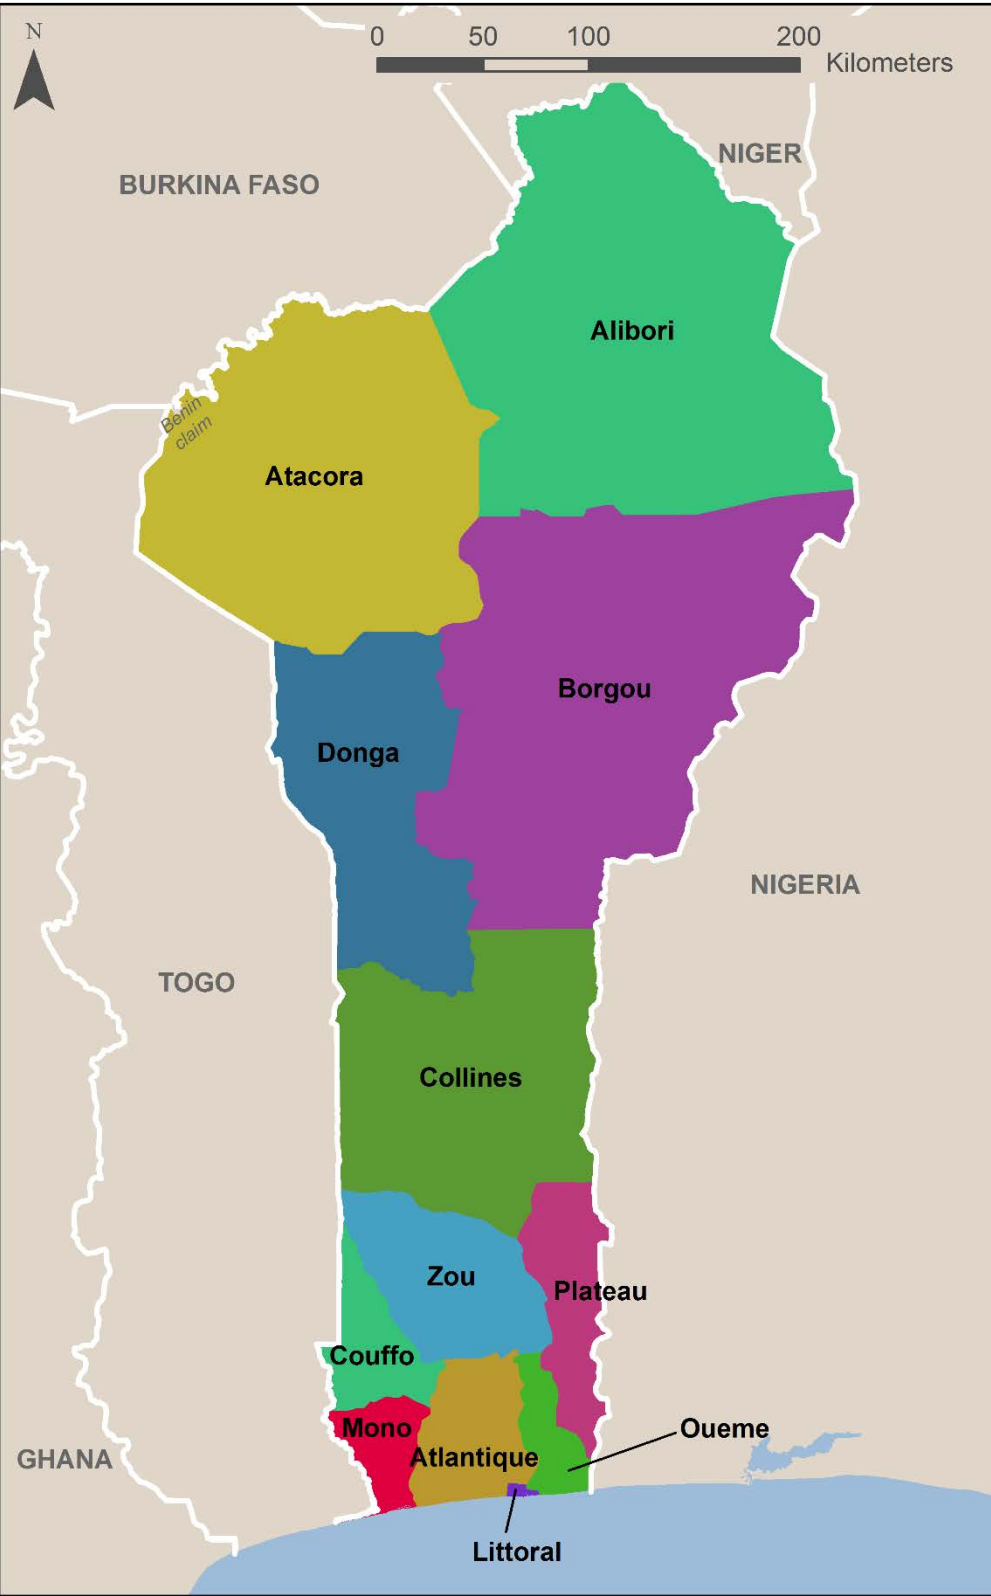 N
0 50 100 200
Kilometers
NIGER
BURKINA FASO
Alibori
Benin
claim
Atacora
Borgou
Donga
NIGERIA
TOGO
Collines
Zou
Plateau
Couffo
Mono
Oueme
Atlantique
GHANA
Littoral